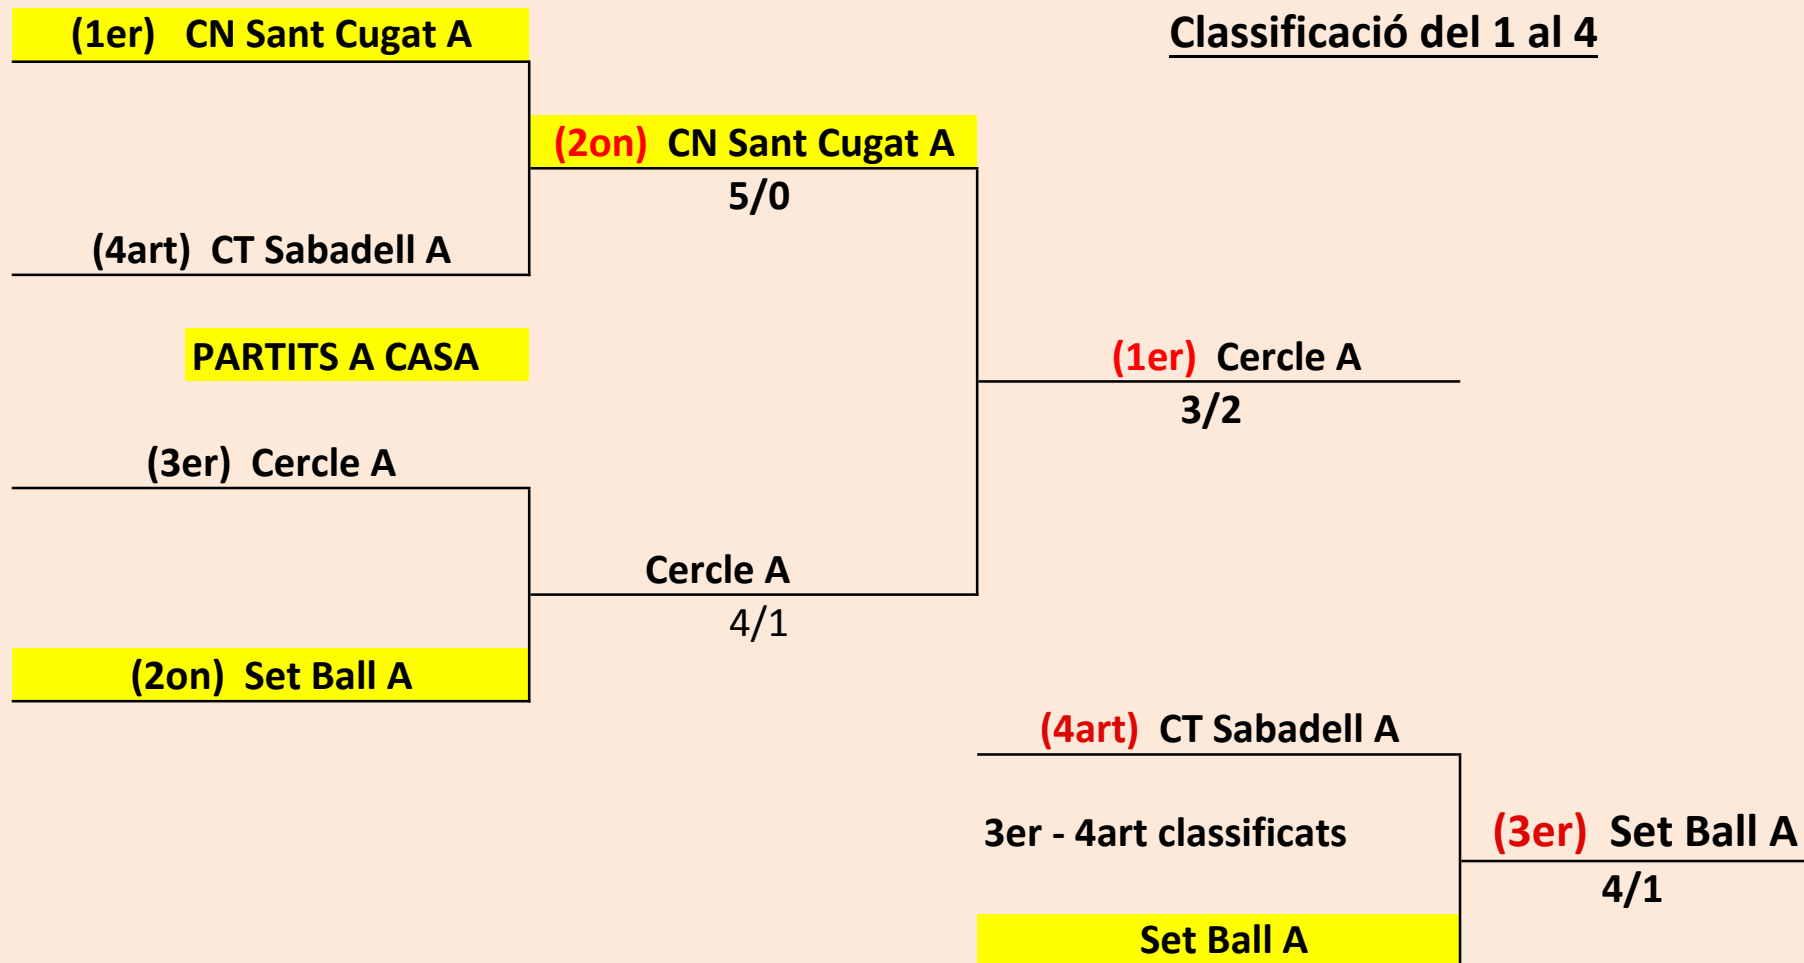 (1er) CN Sant Cugat A
Classificació del 1 al 4
(2on) CN Sant Cugat A
5/0
(4art) CT Sabadell A
PARTITS A CASA
(1er) Cercle A
3/2
(3er) Cercle A
Cercle A
4/1
(2on) Set Ball A
(4art) CT Sabadell A
3er - 4art classificats
(3er) Set Ball A
4/1
Set Ball A